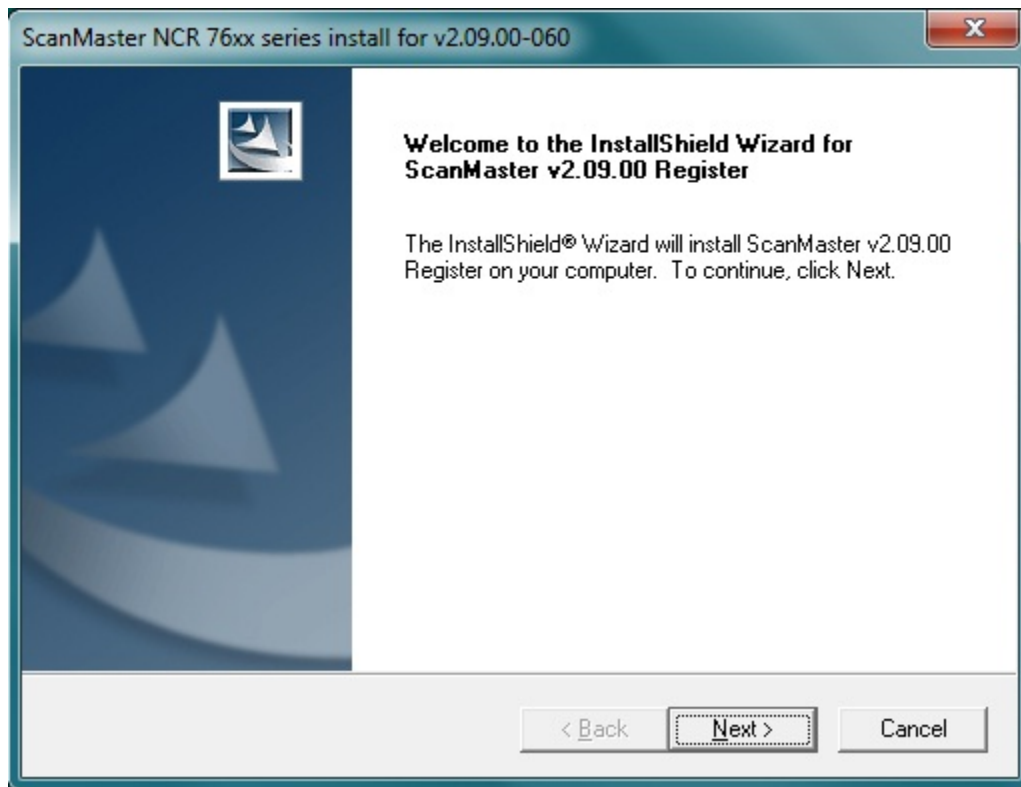 ScanMaster NCR 76xx series install for v2.09.00-060
Welcome to the InstallShield Wizard for
ScanMaster v2.09.00 Register
The InstallShield® Wizard will install ScanMaster v2.09.00
Register on your computer.  To continue, click Next.
< Back
Next >
Cancel